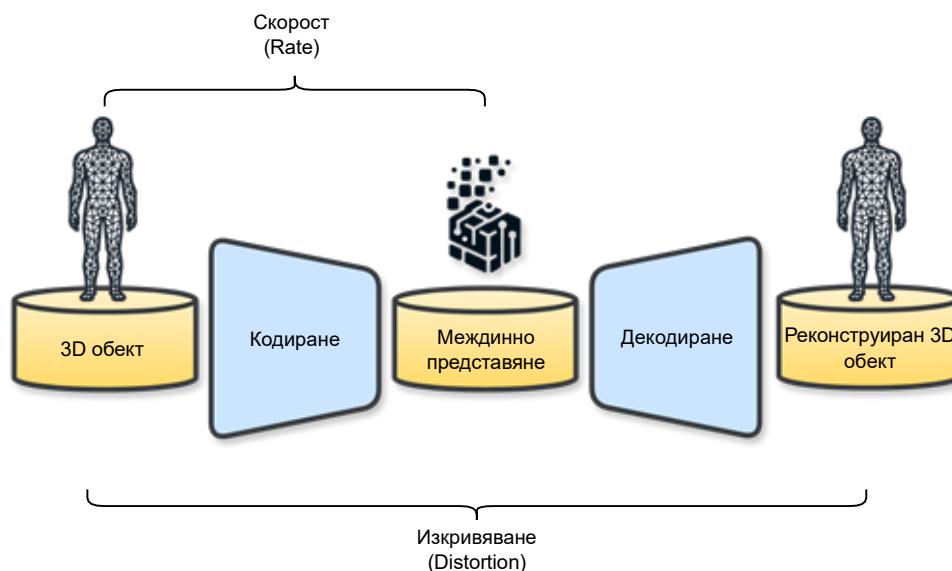 Скорост
(Rate)
3D обект
Кодиране
Междинно
представяне
Декодиране
Реконструиран 3D
обект
Изкривяване
(Distortion)